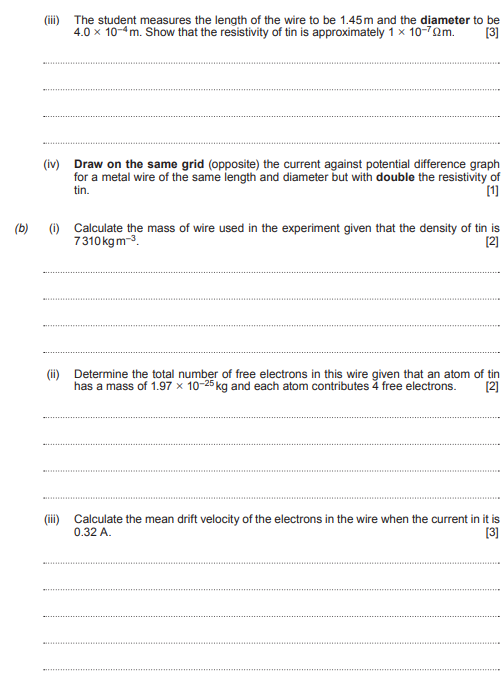 (iii) The student measures the length of the wire to be 1.45 m and the diameter to be
4.0 × 10⁻⁴ m. Show that the resistivity of tin is approximately 1 × 10⁻⁷ Ω m. [3]
(iv) Draw on the same grid (opposite) the current against potential difference graph
for a metal wire of the same length and diameter but with double the resistivity of
tin. [1]
(b) (i) Calculate the mass of wire used in the experiment given that the density of tin is
7 310 kg m⁻³. [2]
(ii) Determine the total number of free electrons in this wire given that an atom of tin
has a mass of 1.97 × 10⁻²⁵ kg and each atom contributes 4 free electrons. [2]
(iii) Calculate the mean drift velocity of the electrons in the wire when the current in it is
0.32 A. [3]